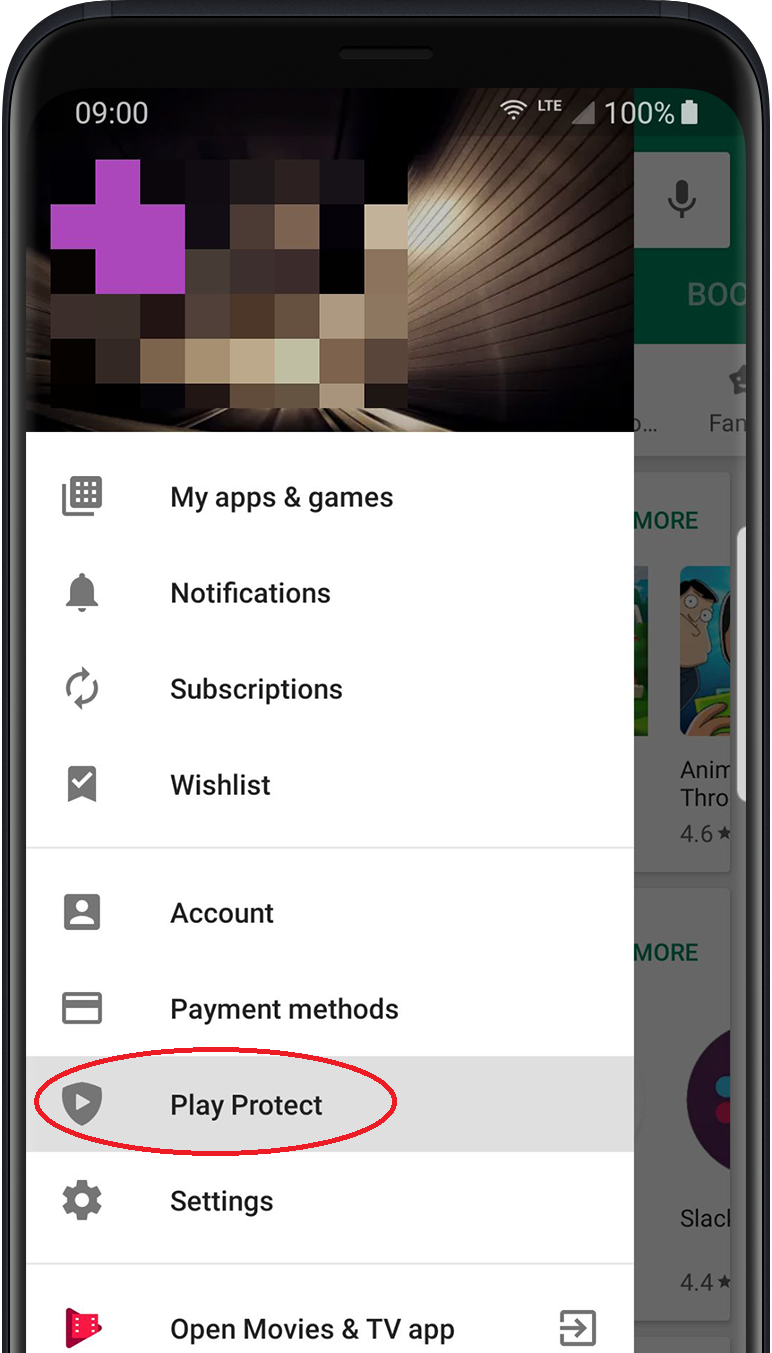 09:00 LTE 100%
BOO
Fan
My apps & games
MORE
Notifications
Subscriptions
Anim
Thro
Wishlist
4.6
Account
MORE
Payment methods
Play Protect
Settings
Slack
4.4
Open Movies & TV app